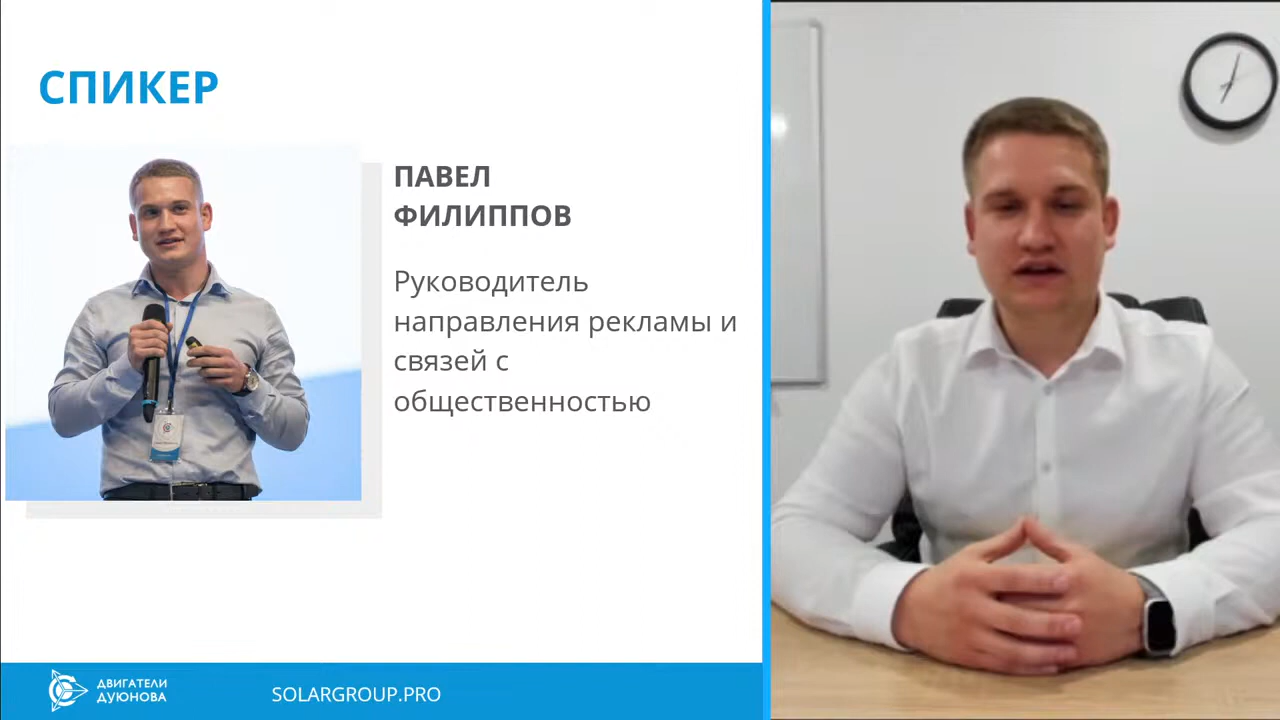 СПИКЕР
ПАВЕЛ
ФИЛИППОВ
Руководитель
направления рекламы и
связей с
общественностью
ДВИГАТЕЛИ
ДУЮНОВА
SOLARGROUP.PRO